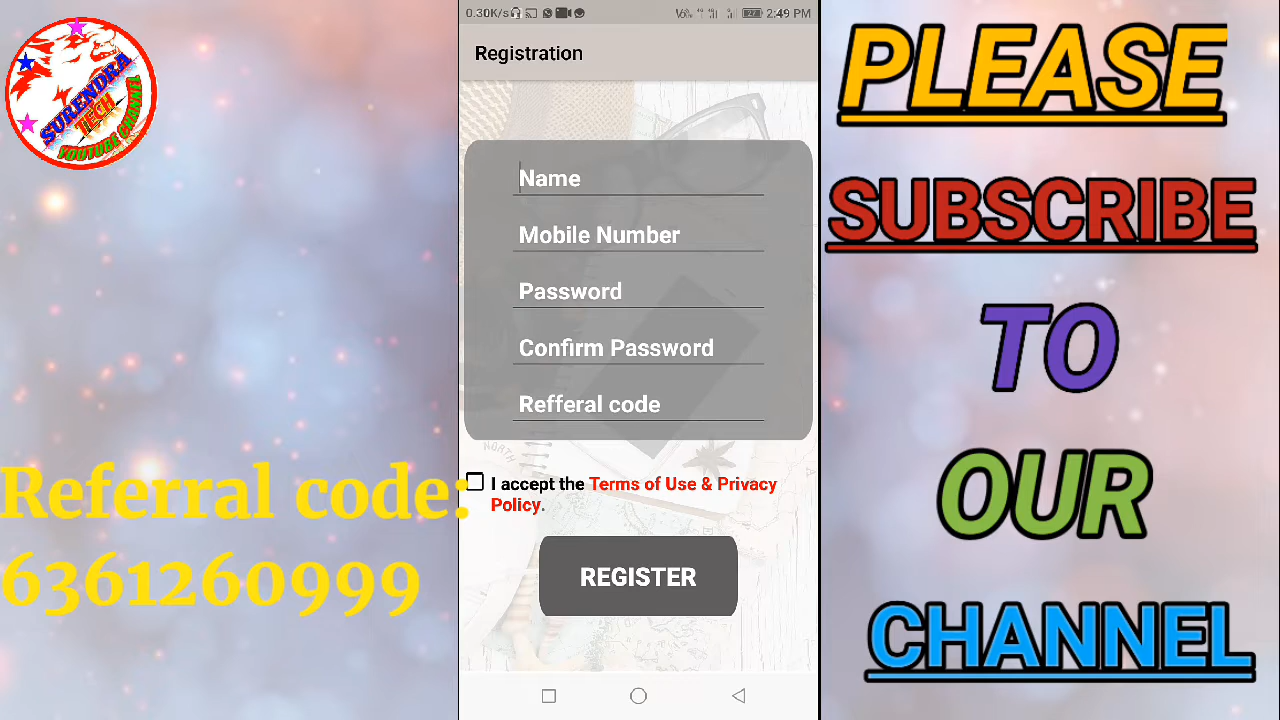 SURENDRA
TECH
YOUTUBE CHANNEL
Referral code:
6361260999
0.30K/s
2:49 PM
Registration
Name
Mobile Number
Password
Confirm Password
Refferal code
I accept the Terms of Use & Privacy
Policy.
REGISTER
PLEASE
SUBSCRIBE
TO
OUR
CHANNEL